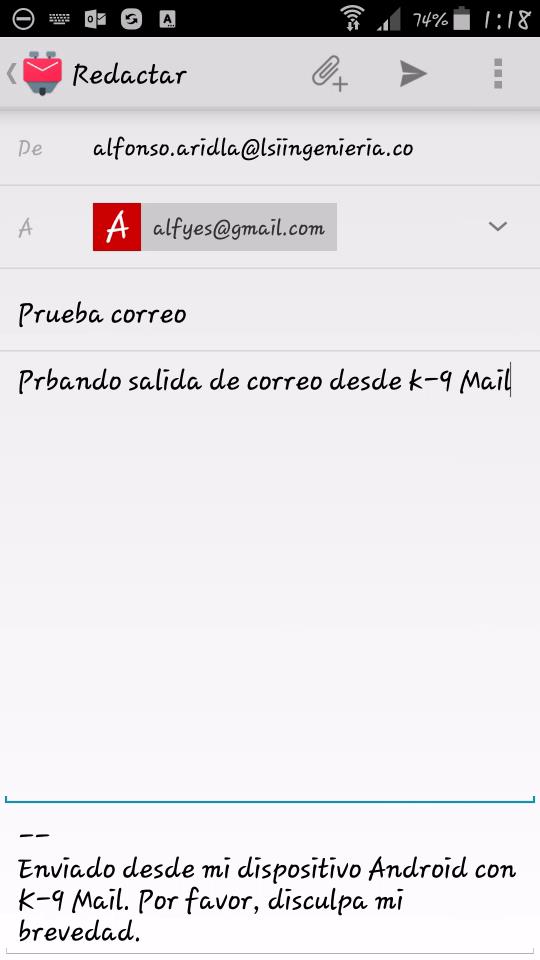 74% 1:18
Redactar
De alfonso.aridla@lsiingenieria.co
A A alfyes@gmail.com
Prueba correo
Prbando salida de correo desde k-9 Mail
--
Enviado desde mi dispositivo Android con
K-9 Mail. Por favor, disculpa mi
brevedad.